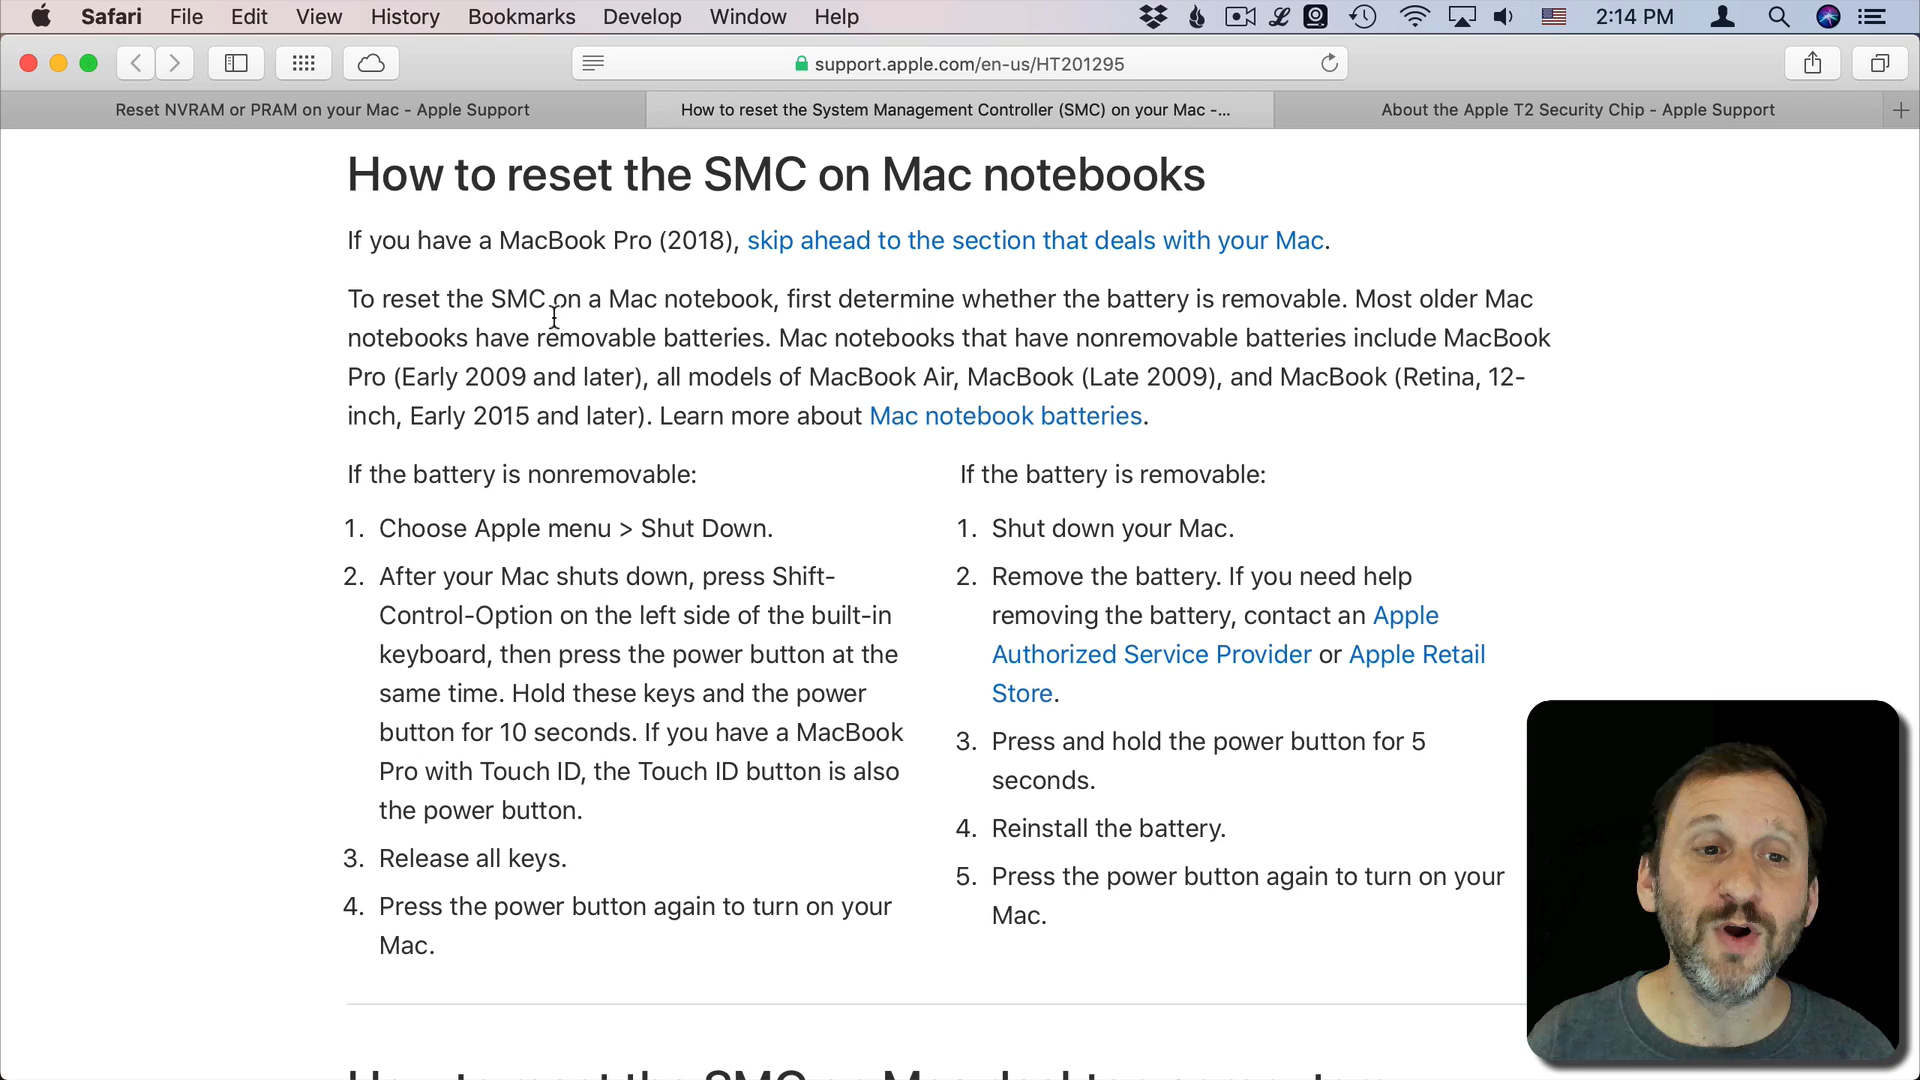 Safari File Edit View History Bookmarks Develop Window Help 2:14 PM
support.apple.com/en-us/HT201295
Reset NVRAM or PRAM on your Mac - Apple Support
How to reset the System Management Controller (SMC) on your Mac -...
About the Apple T2 Security Chip - Apple Support
How to reset the SMC on Mac notebooks
If you have a MacBook Pro (2018), skip ahead to the section that deals with your Mac.
To reset the SMC on a Mac notebook, first determine whether the battery is removable. Most older Mac
notebooks have removable batteries. Mac notebooks that have nonremovable batteries include MacBook
Pro (Early 2009 and later), all models of MacBook Air, MacBook (Late 2009), and MacBook (Retina, 12-
inch, Early 2015 and later). Learn more about Mac notebook batteries.
If the battery is nonremovable:
1. Choose Apple menu > Shut Down.
2. After your Mac shuts down, press Shift-
Control-Option on the left side of the built-in
keyboard, then press the power button at the
same time. Hold these keys and the power
button for 10 seconds. If you have a MacBook
Pro with Touch ID, the Touch ID button is also
the power button.
3. Release all keys.
4. Press the power button again to turn on your
Mac.
If the battery is removable:
1. Shut down your Mac.
2. Remove the battery. If you need help
removing the battery, contact an Apple
Authorized Service Provider or Apple Retail
Store.
3. Press and hold the power button for 5
seconds.
4. Reinstall the battery.
5. Press the power button again to turn on your
Mac.
How to reset the SMC on Mac desktop computers